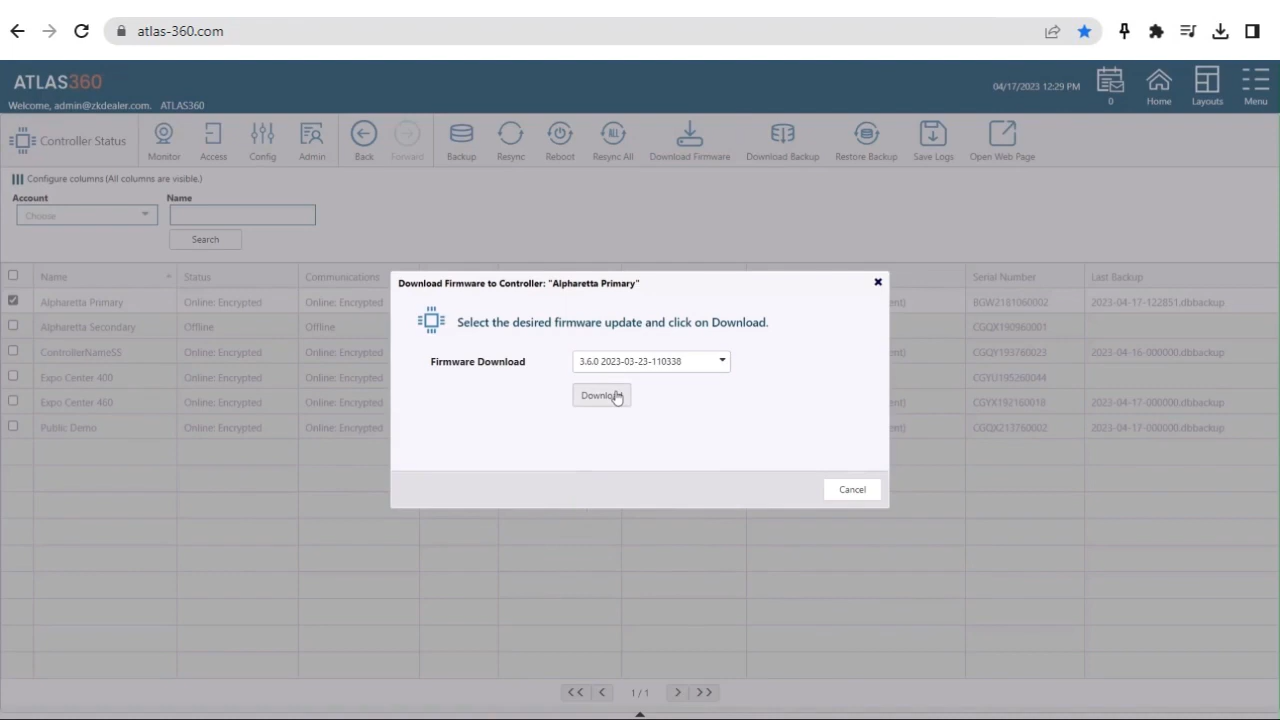 atlas-360.com
ATLAS360
04/17/2023 12:29 PM
0
Home
Layouts
Menu
Welcome, admin@zkdealer.com. ATLAS360
Controller Status
Monitor
Access
Config
Admin
Back
Forward
Backup
Resync
Reboot
ALL
Resync All
Download Firmware
Download Backup
Restore Backup
Save Logs
Open Web Page
Configure columns (All columns are visible.)
Account Name
Choose
Search
Name Status Communications Serial Number Last Backup
Alpharetta Primary Online: Encrypted Online: Encrypted BGW2181060002 2023-04-17-122851.dbbackup
Alpharetta Secondary Offline Offline CGQX190960001
ControllerNameSS Online: Encrypted Online: Encrypted CGQY193760023 2023-04-16-000000.dbbackup
Expo Center 400 Online: Encrypted Online: Encrypted CGYU195260044
Expo Center 460 Online: Encrypted Online: Encrypted CGYX192160018 2023-04-17-000000.dbbackup
Public Demo Online: Encrypted Online: Encrypted CGQX213760002 2023-04-17-000000.dbbackup
Download Firmware to Controller: "Alpharetta Primary"
Select the desired firmware update and click on Download.
Firmware Download 3.6.0 2023-03-23-110338
Download
Cancel
<< < 1 / 1 > >>